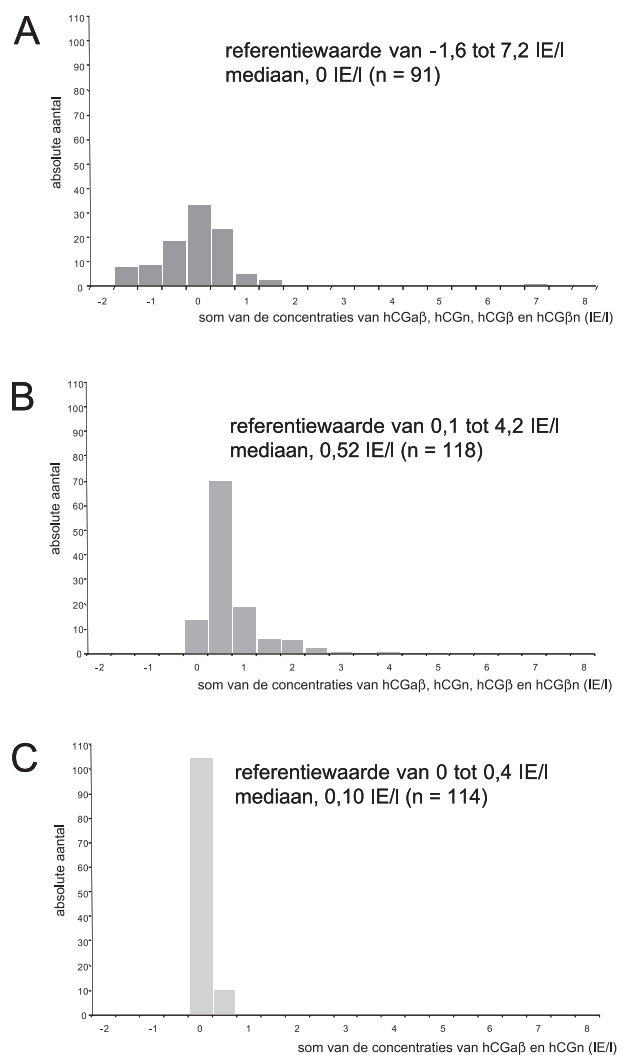 A
referentiewaarde van -1,6 tot 7,2 IE/l
mediaan, 0 IE/l (n = 91)
absolute aantal
110
100
90
80
70
60
50
40
30
20
10
0
-2 -1 0 1 2 3 4 5 6 7 8
som van de concentraties van hCGaβ, hCGn, hCGβ en hCGβn (IE/l)
B
referentiewaarde van 0,1 tot 4,2 IE/l
mediaan, 0,52 IE/l (n = 118)
absolute aantal
110
100
90
80
70
60
50
40
30
20
10
0
-2 -1 0 1 2 3 4 5 6 7 8
som van de concentraties van hCGaβ, hCGn, hCGβ en hCGβn (IE/l)
C
referentiewaarde van 0 tot 0,4 IE/l
mediaan, 0,10 IE/l (n = 114)
absolute aantal
110
100
90
80
70
60
50
40
30
20
10
0
-2 -1 0 1 2 3 4 5 6 7 8
som van de concentraties van hCGaβ en hCGn (IE/l)